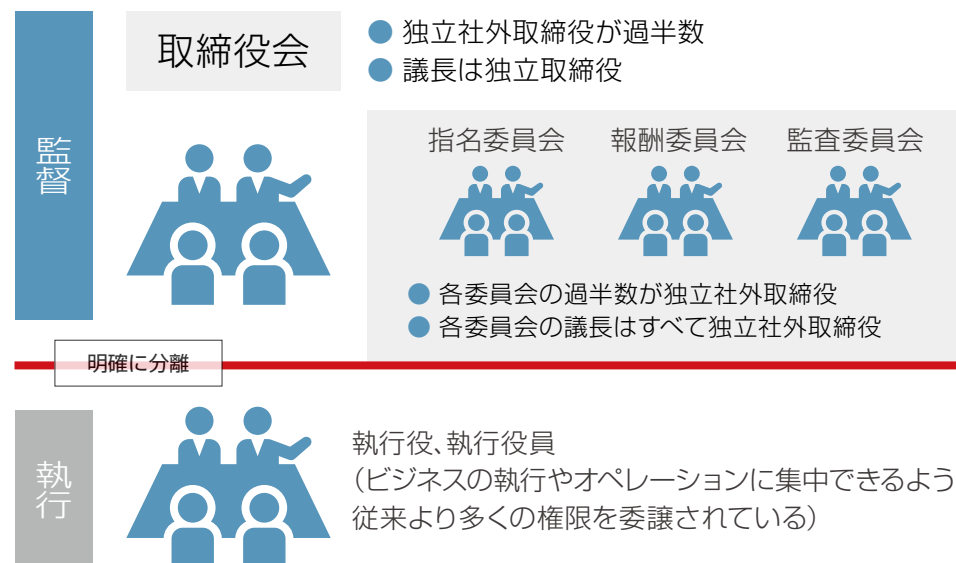 監督
取締役会
● 独立社外取締役が過半数
● 議長は独立取締役
指名委員会
報酬委員会
監査委員会
● 各委員会の過半数が独立社外取締役
● 各委員会の議長はすべて独立社外取締役
明確に分離
執行
執行役、執行役員
（ビジネスの執行やオペレーションに集中できるよう
従来より多くの権限を委譲されている）